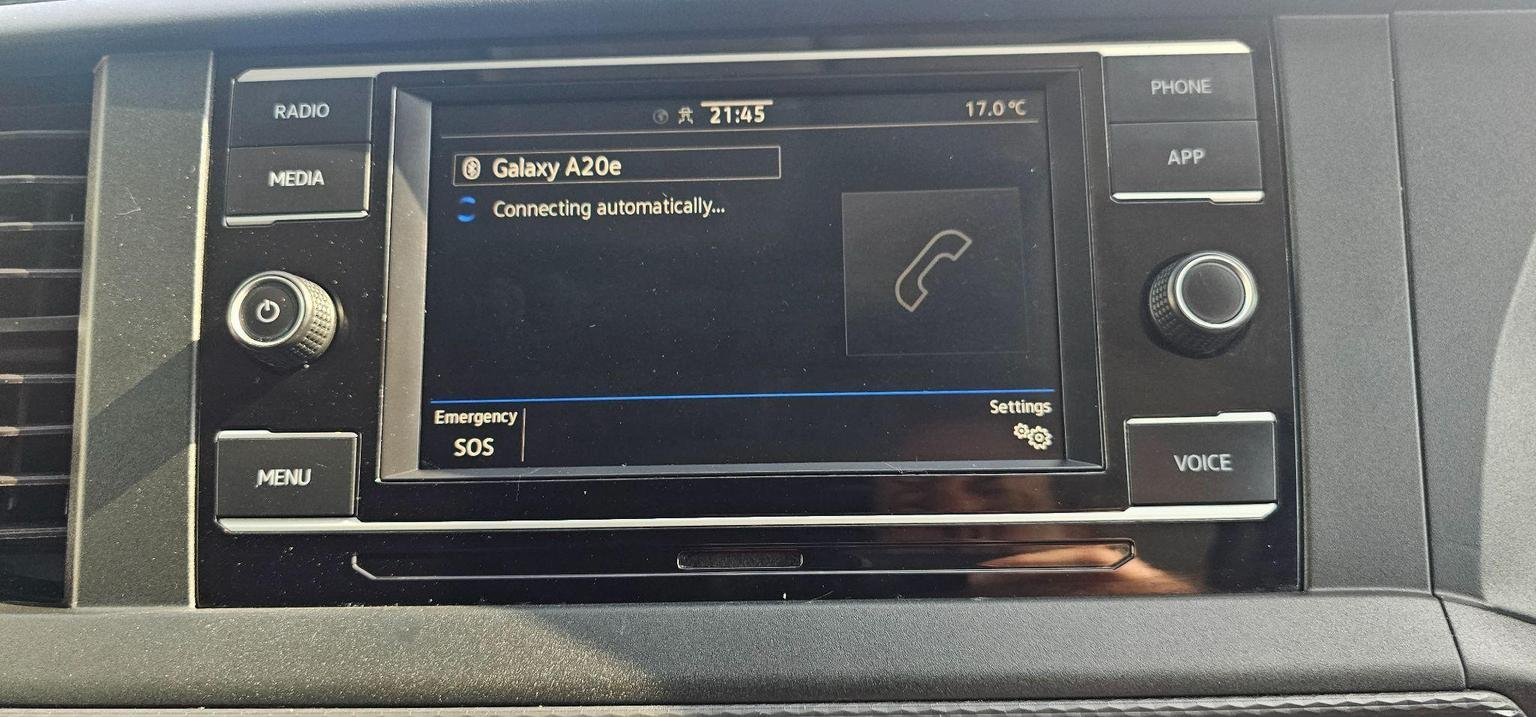 RADIO
MEDIA
MENU
21:45
17.0 °C
Galaxy A20e
Connecting automatically...
Emergency
SOS
Settings
PHONE
APP
VOICE